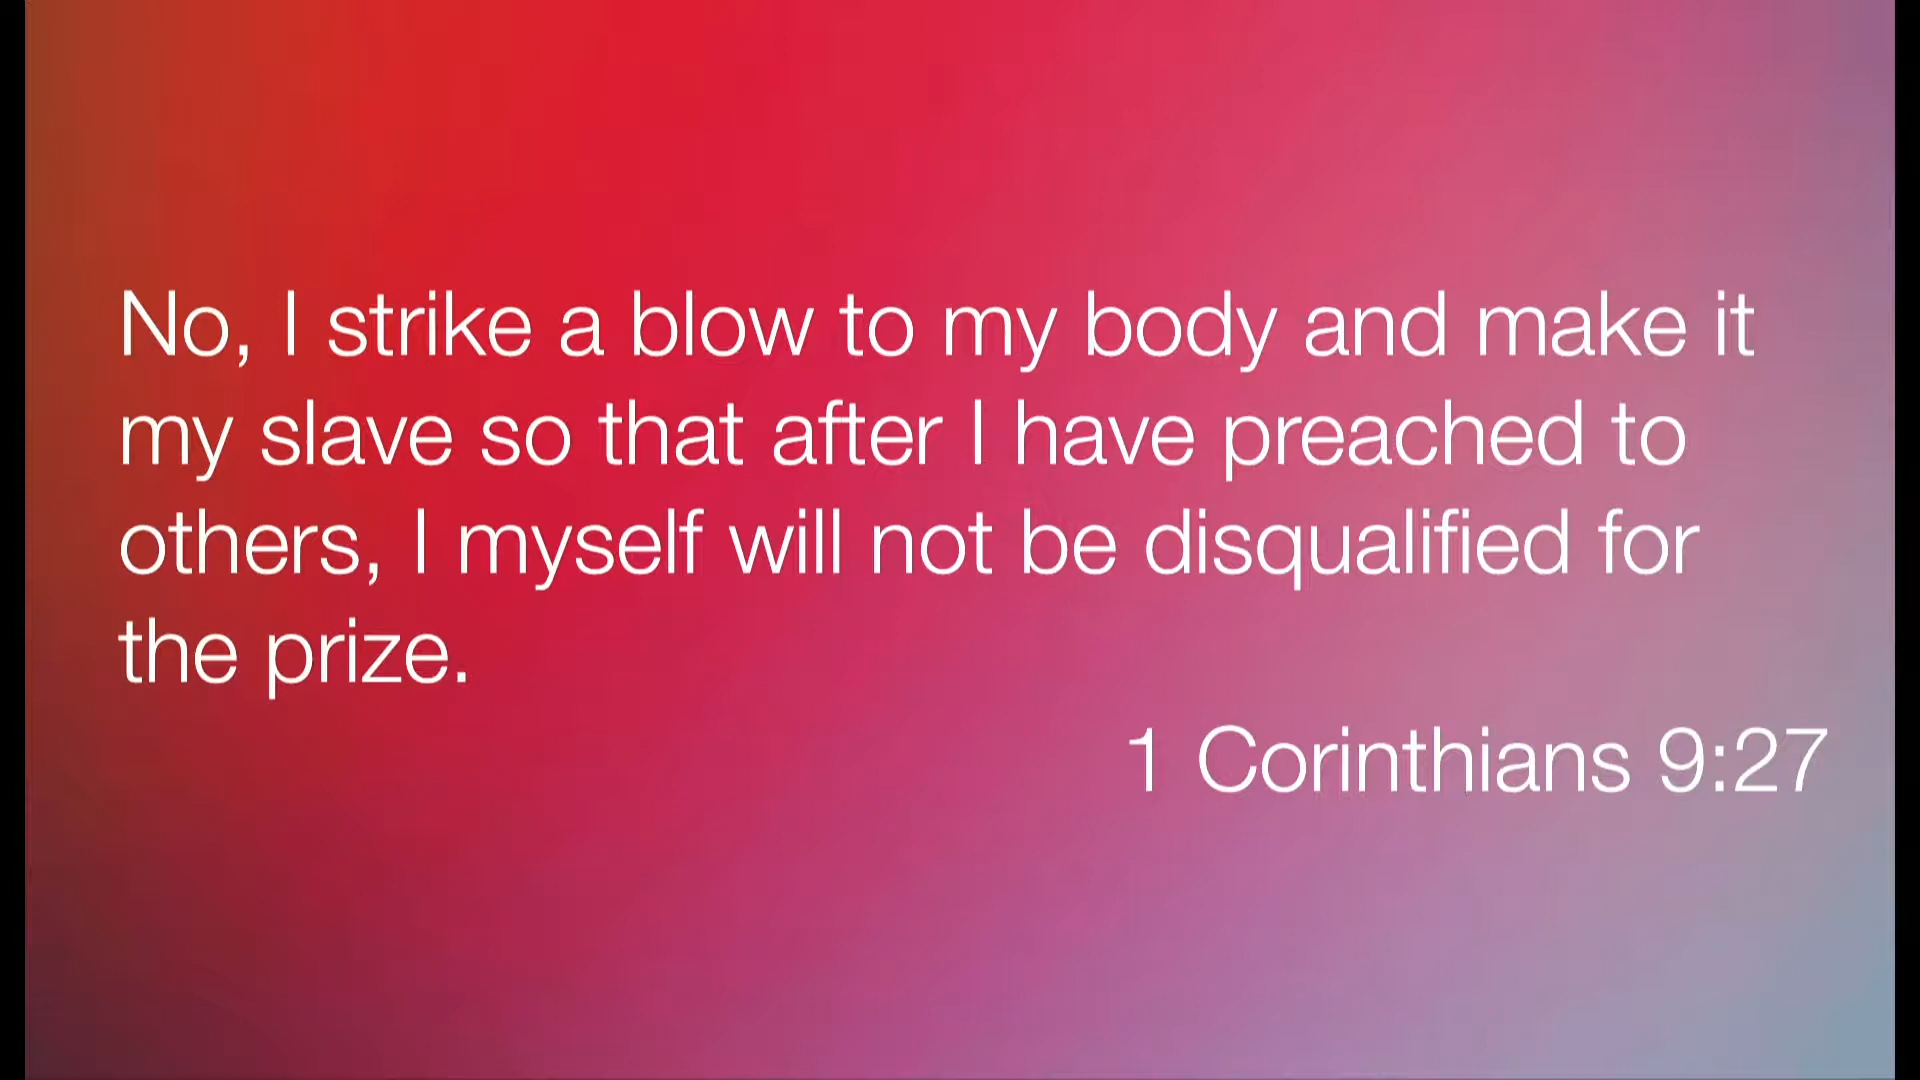 No, I strike a blow to my body and make it
my slave so that after I have preached to
others, I myself will not be disqualified for
the prize.
1 Corinthians 9:27